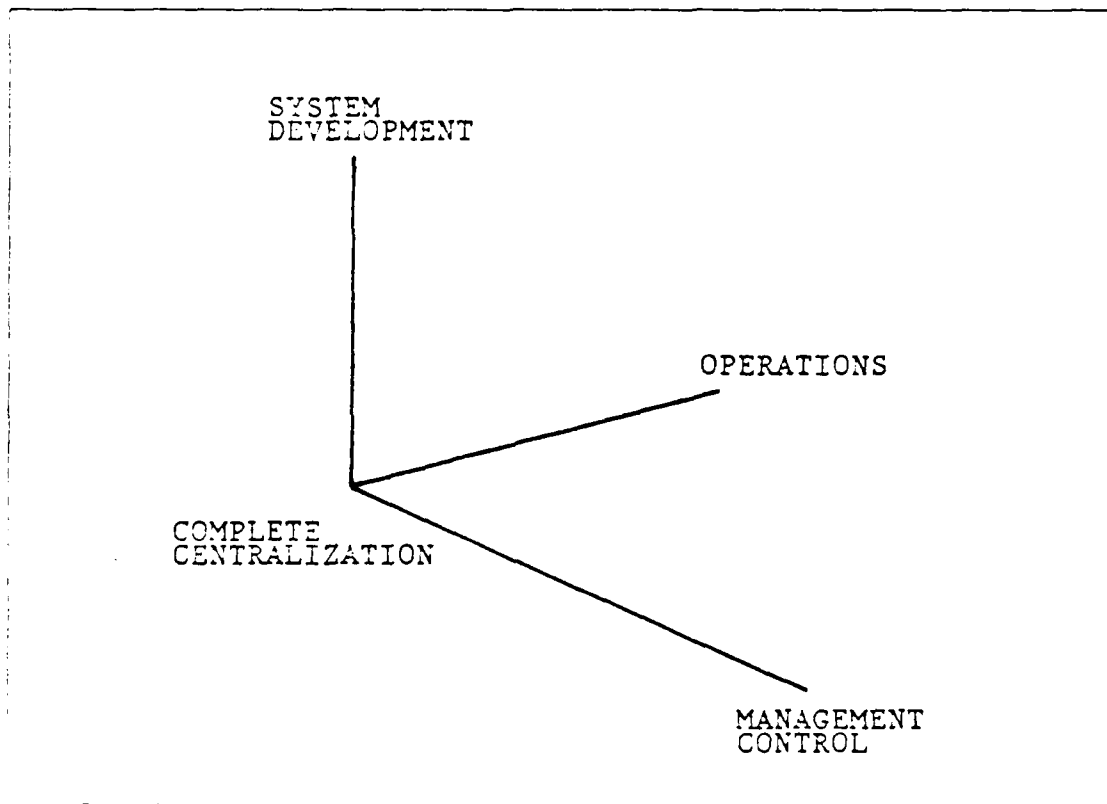 SYSTEM
DEVELOPMENT
OPERATIONS
COMPLETE
CENTRALIZATION
MANAGEMENT
CONTROL